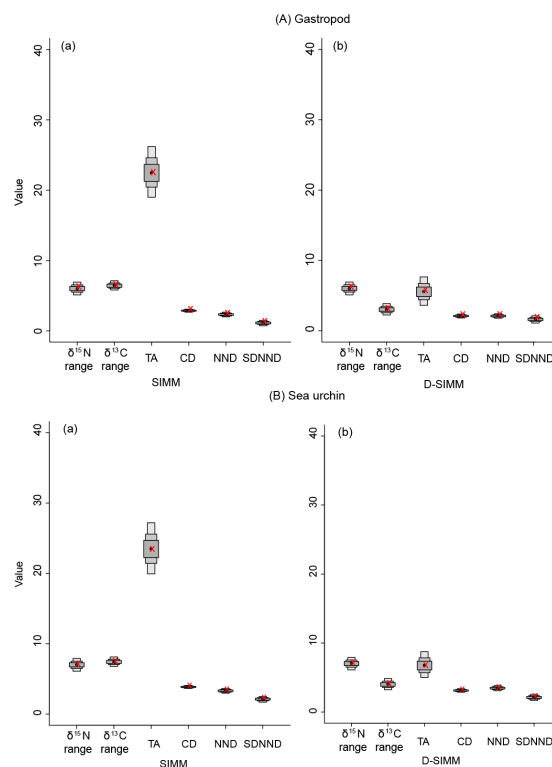 (A) Gastropod
(a)
40
30
20
10
0
Value
δ¹⁵N range
δ¹³C range
TA
CD
NND
SDNND
SIMM
(b)
40
30
20
10
0
δ¹⁵N range
δ¹³C range
TA
CD
NND
SDNND
D-SIMM
(B) Sea urchin
(a)
40
30
20
10
0
Value
δ¹⁵N range
δ¹³C range
TA
CD
NND
SDNND
SIMM
(b)
40
30
20
10
0
δ¹⁵N range
δ¹³C range
TA
CD
NND
SDNND
D-SIMM